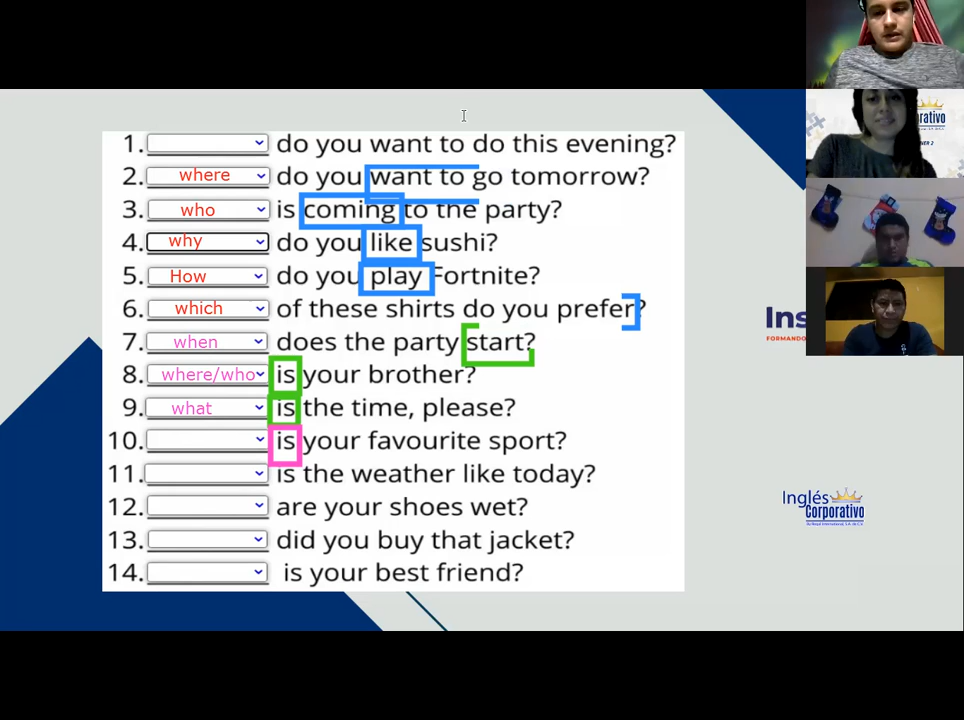 1. do you want to do this evening?
2. where do you want to go tomorrow?
3. who is coming to the party?
4. why do you like sushi?
5. How do you play Fortnite?
6. which of these shirts do you prefer?
7. when does the party start?
8. where/who is your brother?
9. what is the time, please?
10. is your favourite sport?
11. is the weather like today?
12. are your shoes wet?
13. did you buy that jacket?
14. is your best friend?
Ins
FORMANDO
Inglés
Corporativo